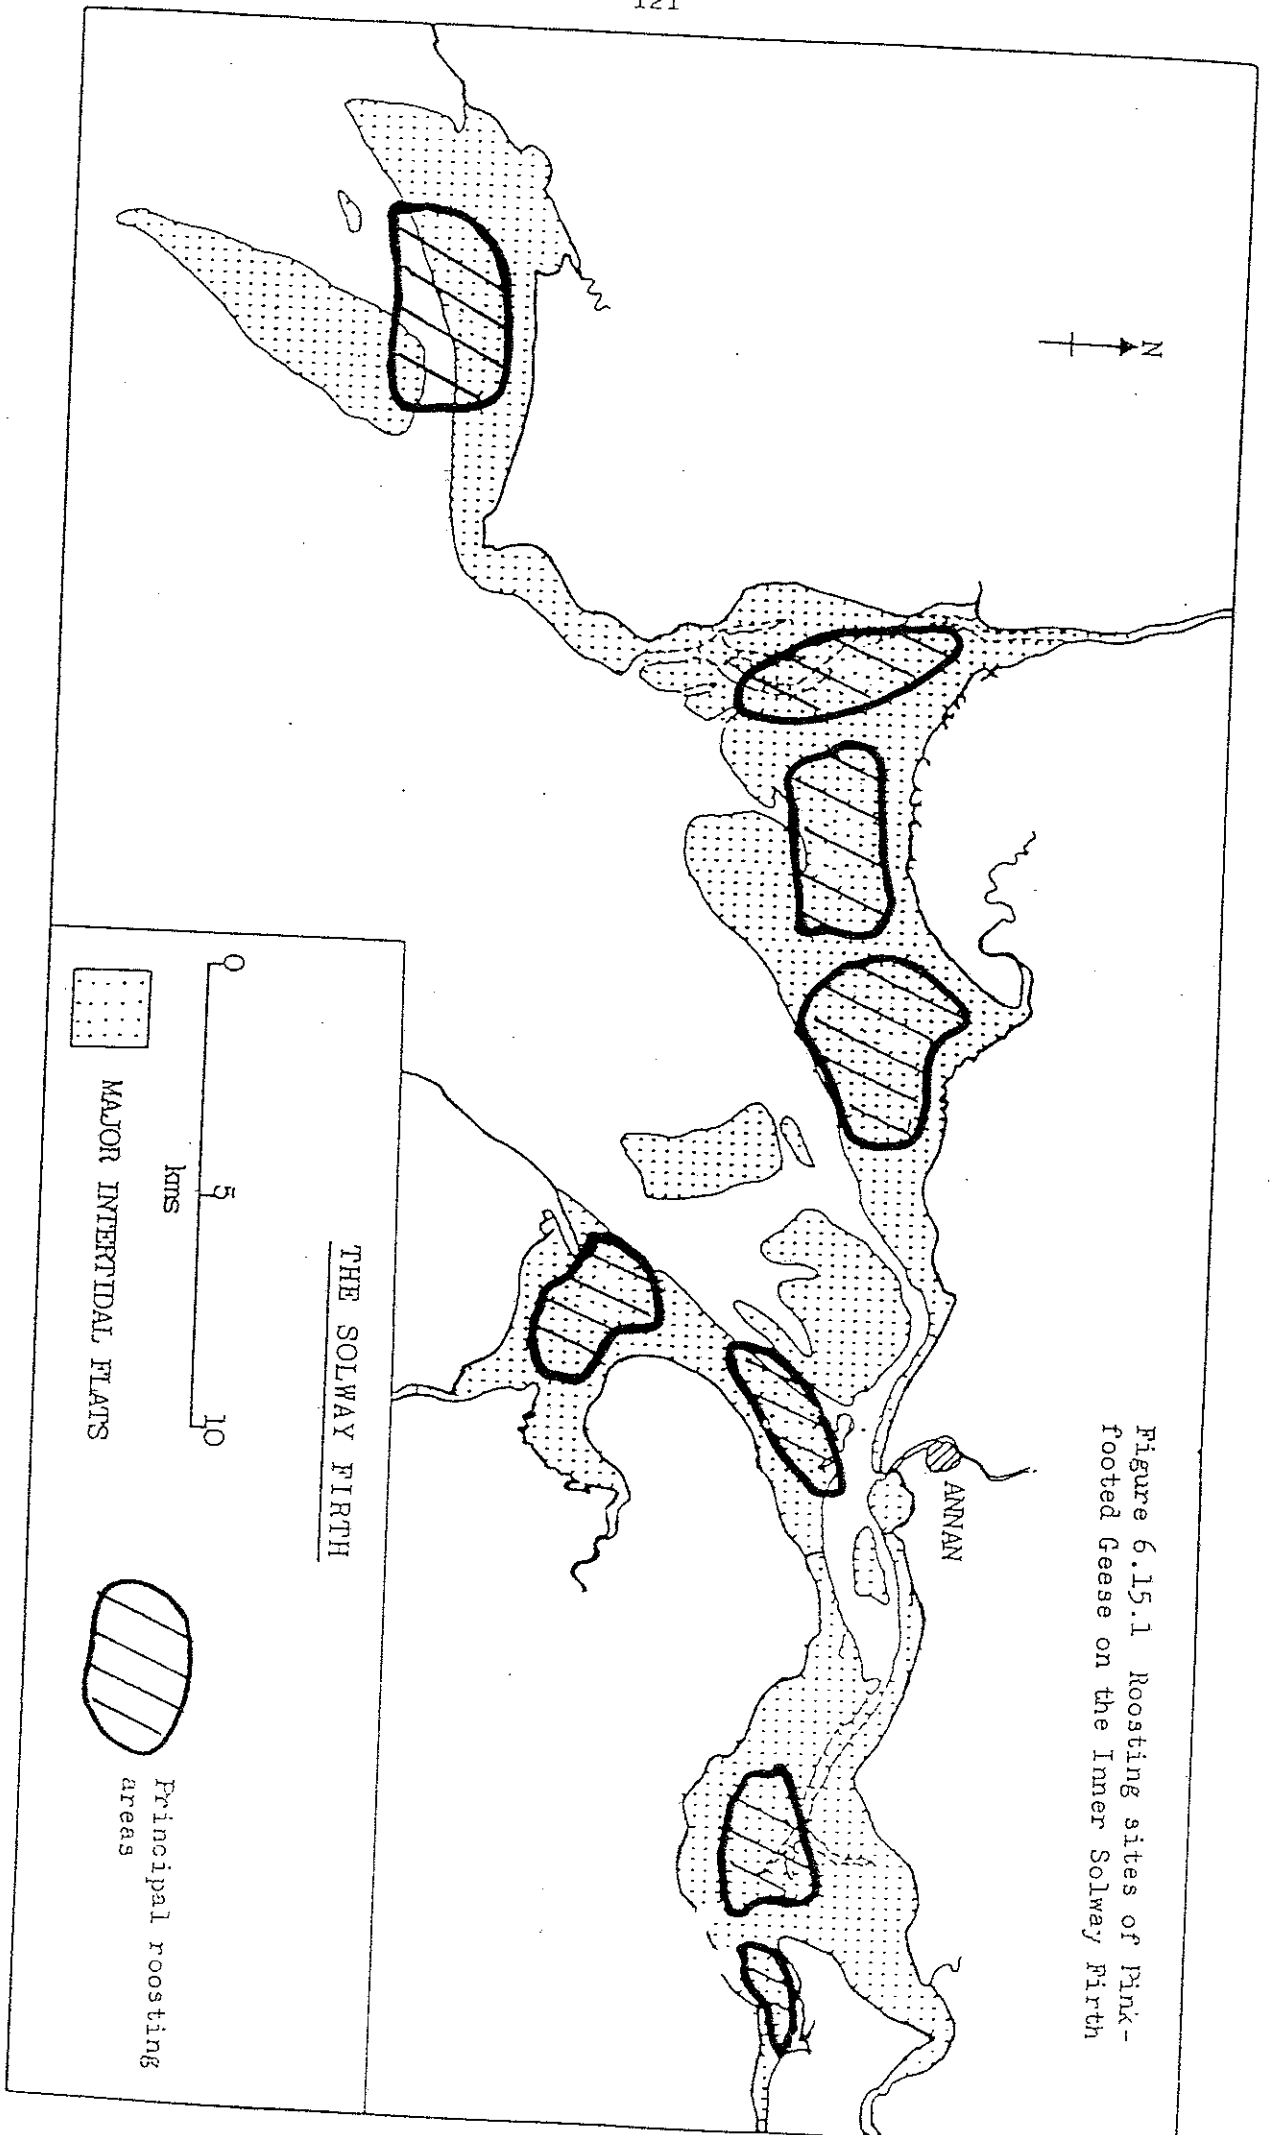 121
Figure 6.15.1 Roosting sites of Pink-
footed Geese on the Inner Solway Firth
N
ANNAN
THE SOLWAY FIRTH
0
5
10
kms
MAJOR INTERTIDAL FLATS
Principal roosting
areas